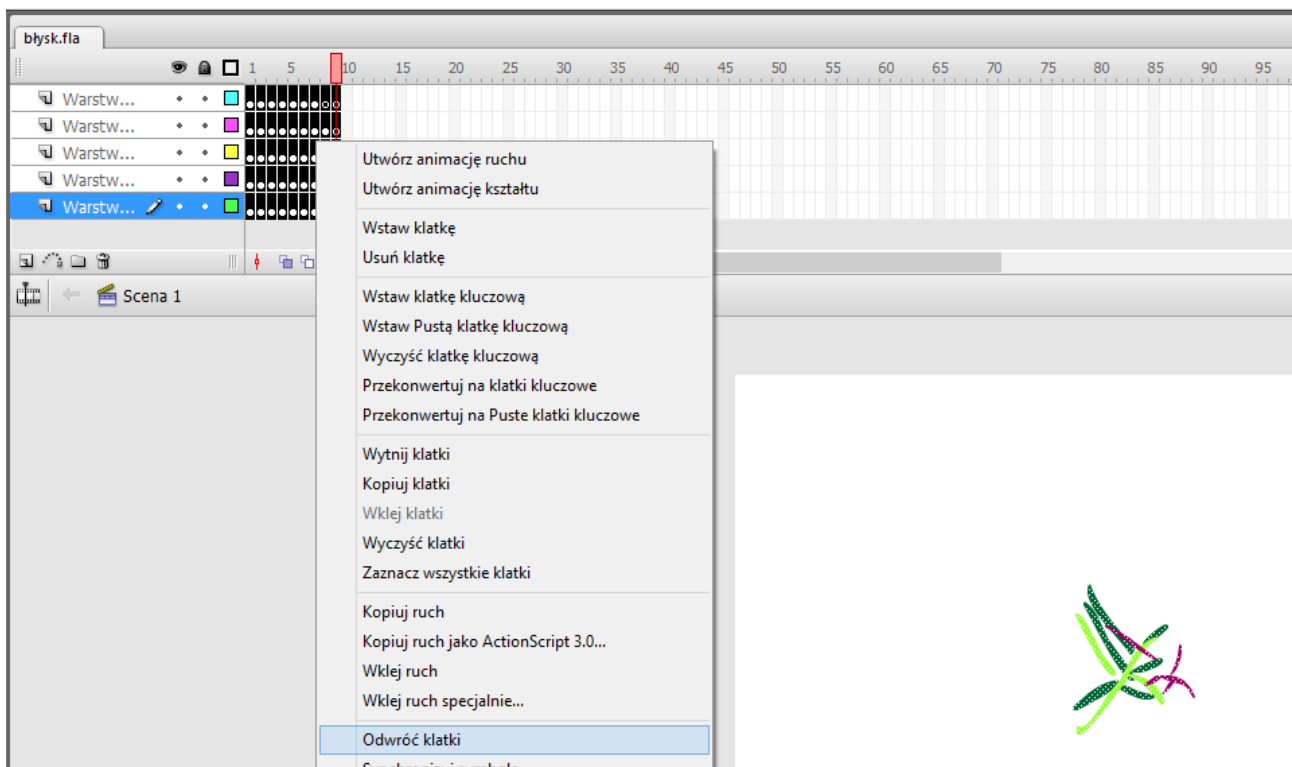 błysk.fla
1 5 10 15 20 25 30 35 40 45 50 55 60 65 70 75 80 85 90 95
Warstw...
Warstw...
Warstw...
Warstw...
Warstw...
Scena 1
Utwórz animację ruchu
Utwórz animację kształtu
Wstaw klatkę
Usuń klatkę
Wstaw klatkę kluczową
Wstaw Pustą klatkę kluczową
Wyczyść klatkę kluczową
Przekonwertuj na klatki kluczowe
Przekonwertuj na Puste klatki kluczowe
Wytnij klatki
Kopiuj klatki
Wklej klatki
Wyczyść klatki
Zaznacz wszystkie klatki
Kopiuj ruch
Kopiuj ruch jako ActionScript 3.0...
Wklej ruch
Wklej ruch specjalnie...
Odwróć klatki